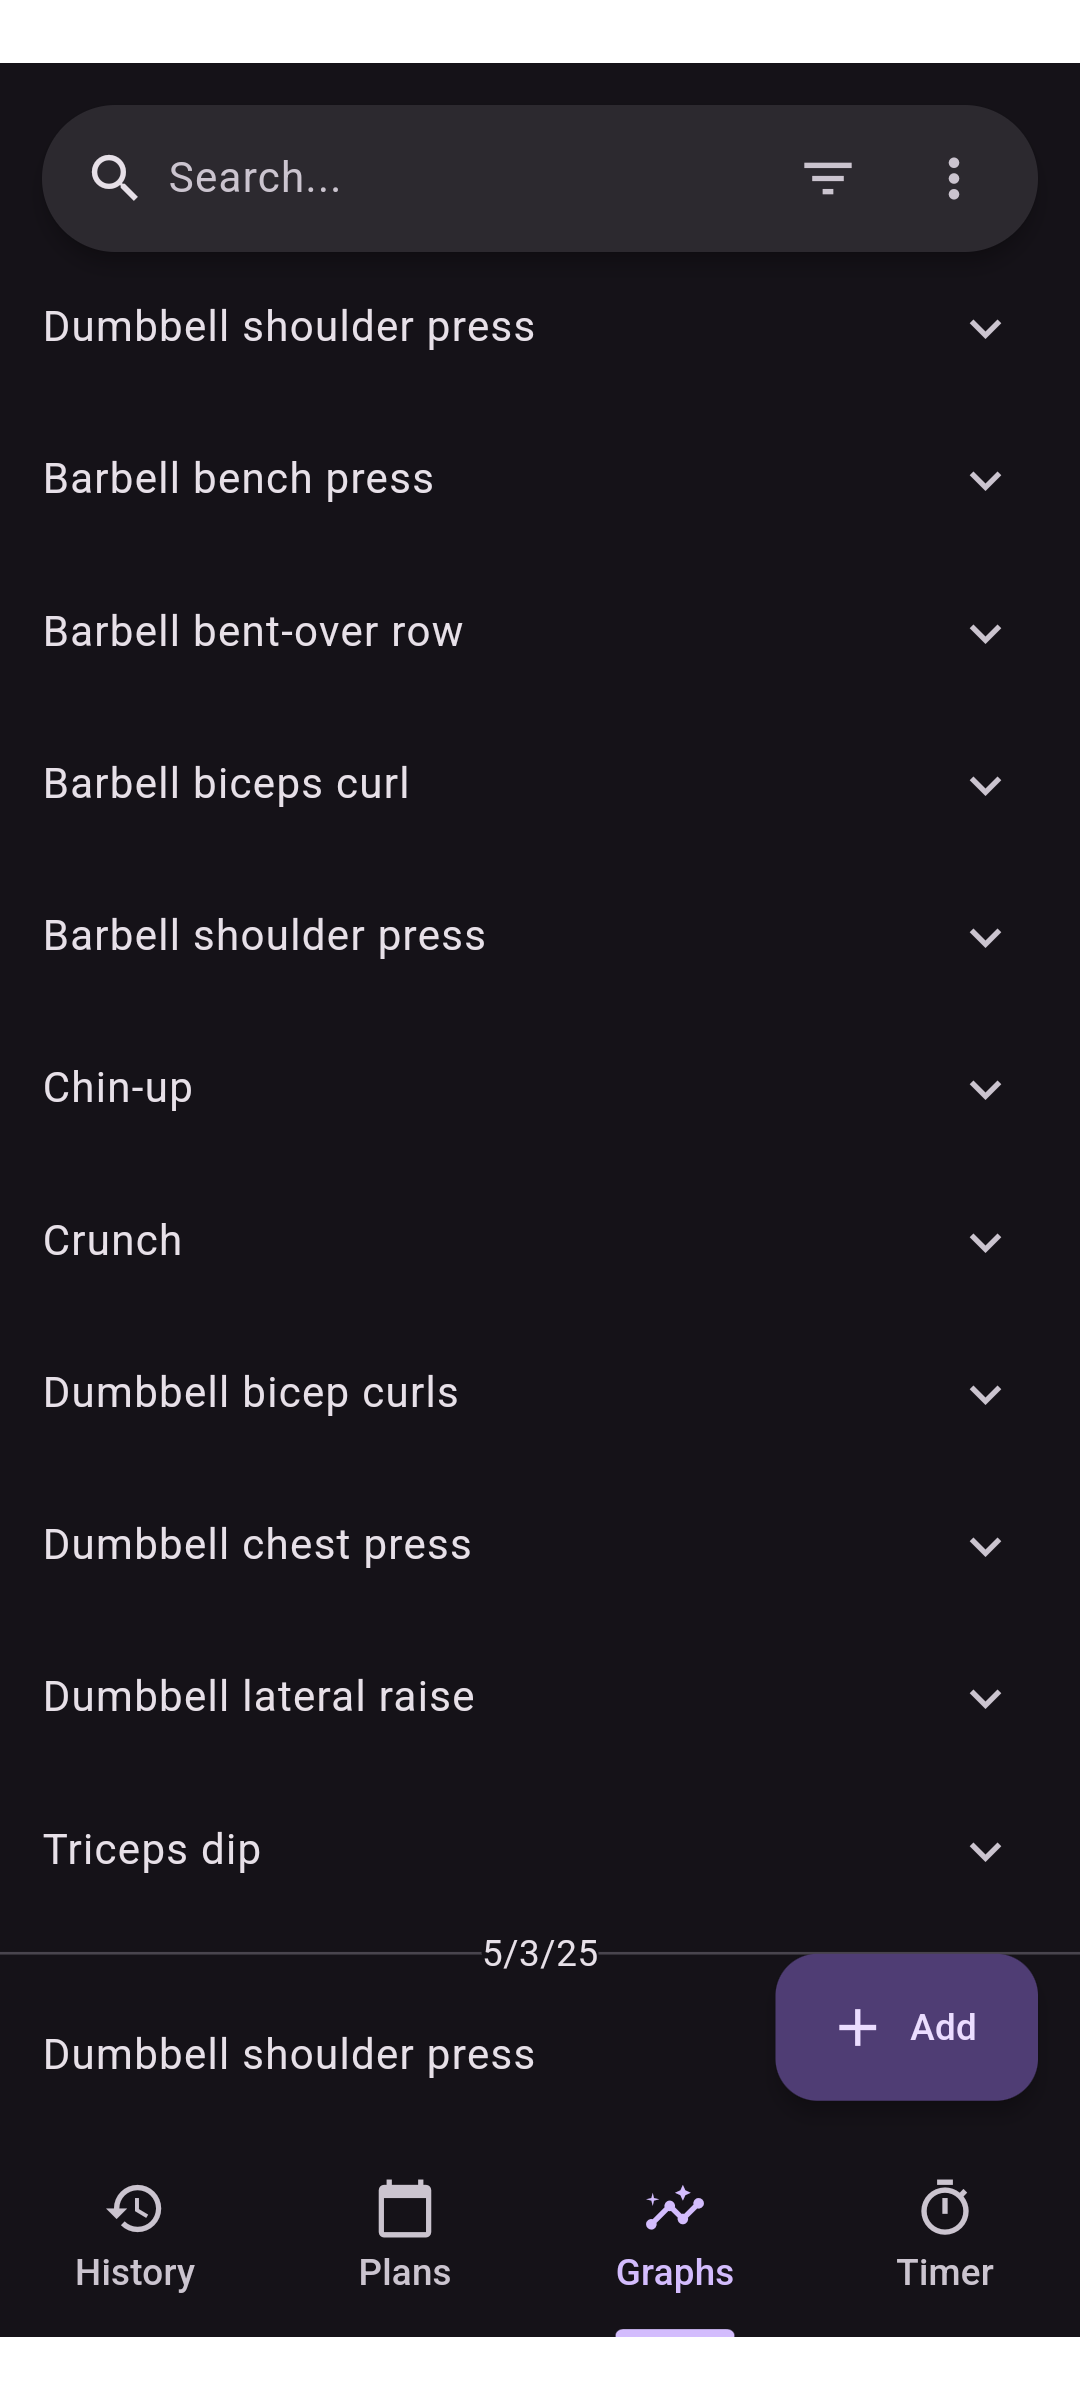 Search...
Dumbbell shoulder press
Barbell bench press
Barbell bent-over row
Barbell biceps curl
Barbell shoulder press
Chin-up
Crunch
Dumbbell bicep curls
Dumbbell chest press
Dumbbell lateral raise
Triceps dip
5/3/25
Dumbbell shoulder press
Add
History
Plans
Graphs
Timer